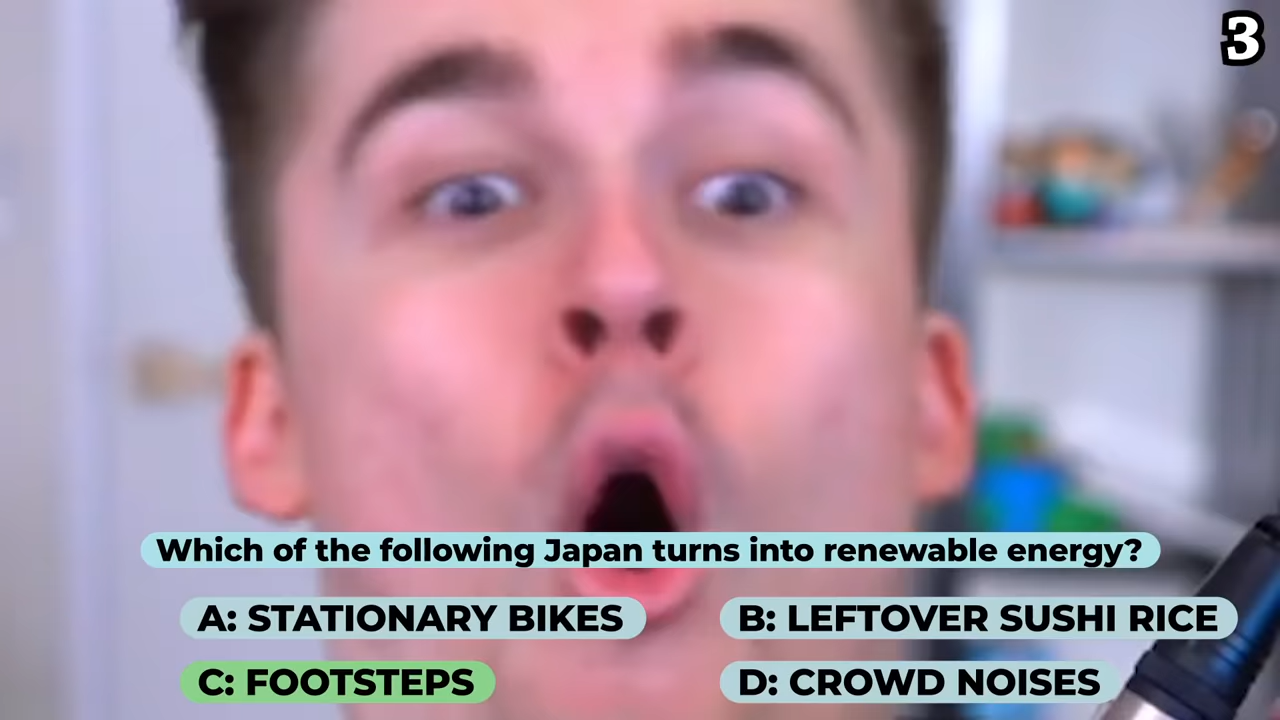 3
Which of the following Japan turns into renewable energy?
A: STATIONARY BIKES
B: LEFTOVER SUSHI RICE
C: FOOTSTEPS
D: CROWD NOISES